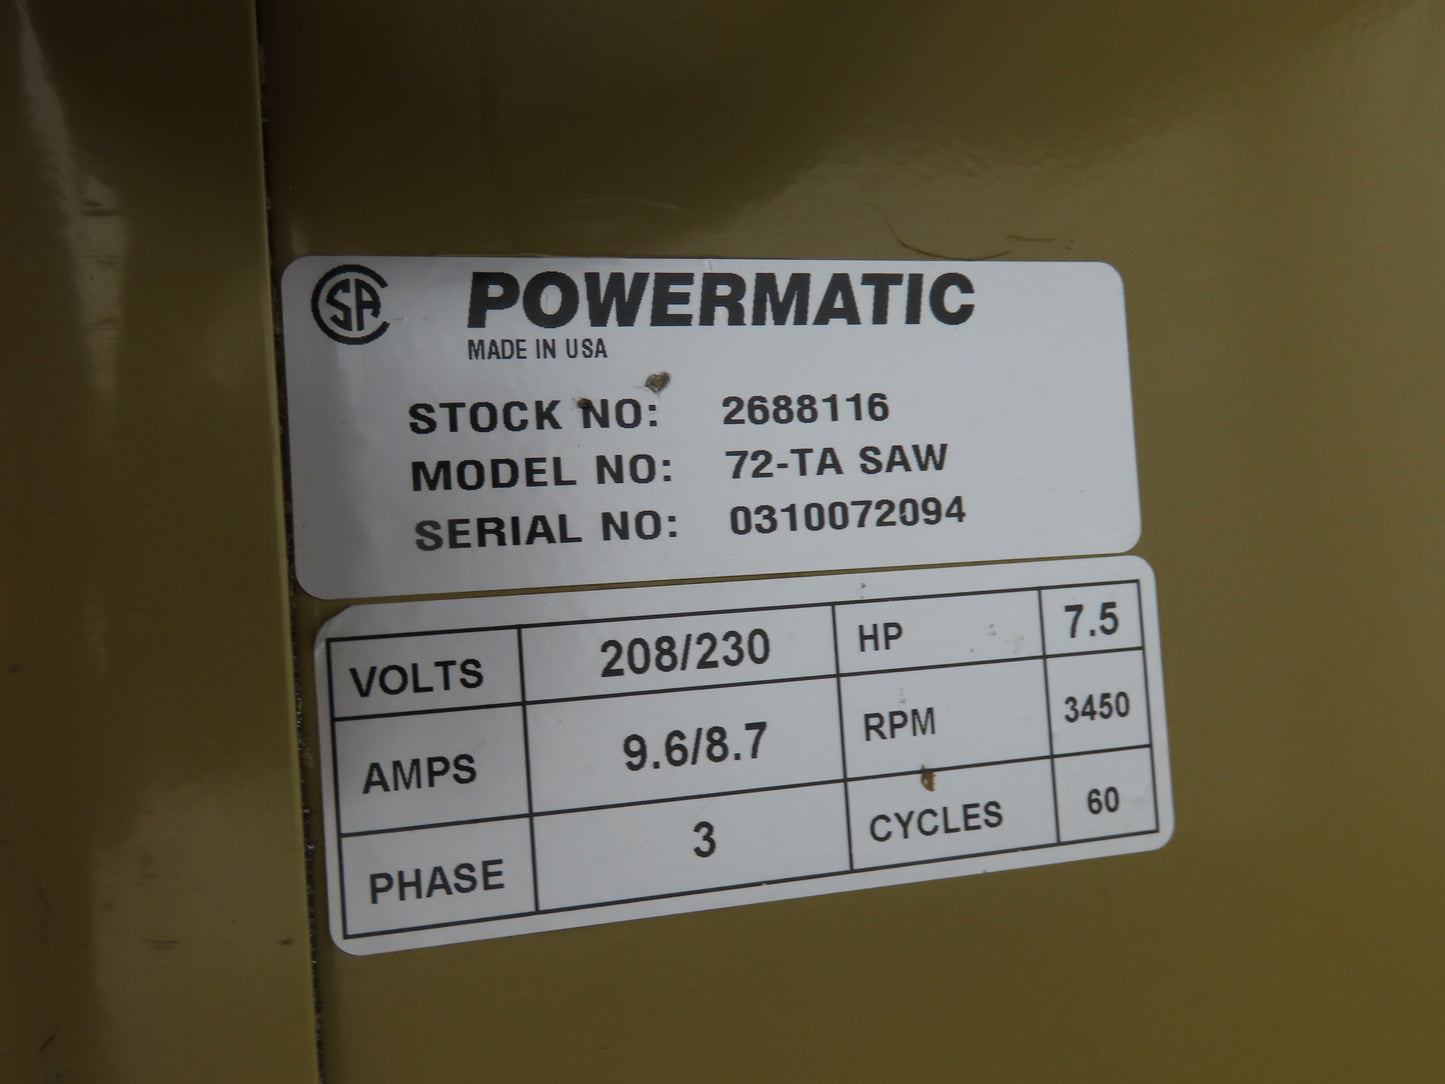 SA POWERMATIC
MADE IN USA
STOCK NO: 2688116
MODEL NO: 72-TA SAW
SERIAL NO: 0310072094
VOLTS 208/230 HP 7.5
AMPS 9.6/8.7 RPM 3450
PHASE 3 CYCLES 60